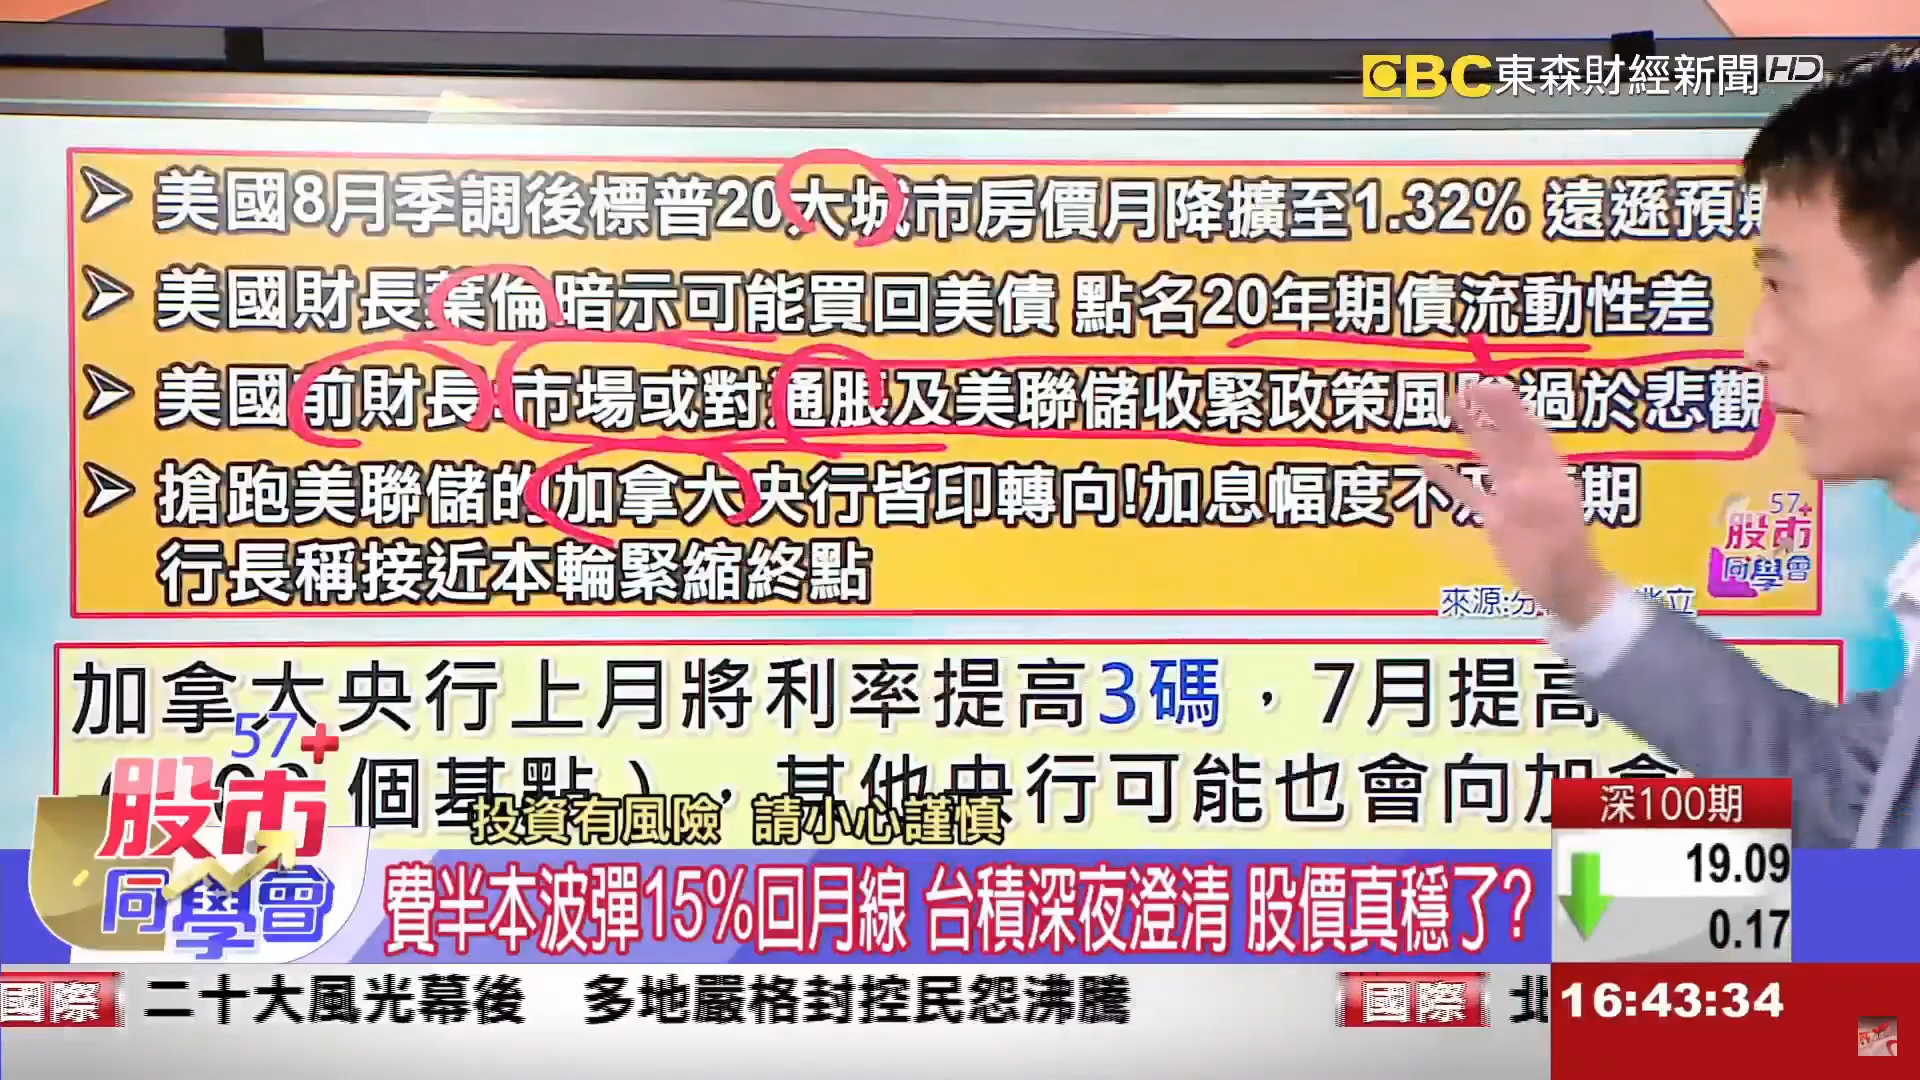 EBC 東森財經新聞 HD
美國8月季調後標普20大城市房價月降擴至1.32% 遠遜預期
美國財長葉倫暗示可能買回美債 點名20年期債流動性差
美國前財長:市場或對通脹及美聯儲收緊政策風 過於悲觀
搶跑美聯儲的加拿大央行皆印轉向!加息幅度不 期
行長稱接近本輪緊縮終點
57+
股市
同學會
來源:
加拿大央行上月將利率提高3碼，7月提高
個基點），其他央行可能也會向加拿
57+
股市
同學會
投資有風險 請小心謹慎
費半本波彈15%回月線 台積深夜澄清 股價真穩了?
深100期
19.09
0.17
國際 二十大風光幕後 多地嚴格封控民怨沸騰 國際 北
16:43:34